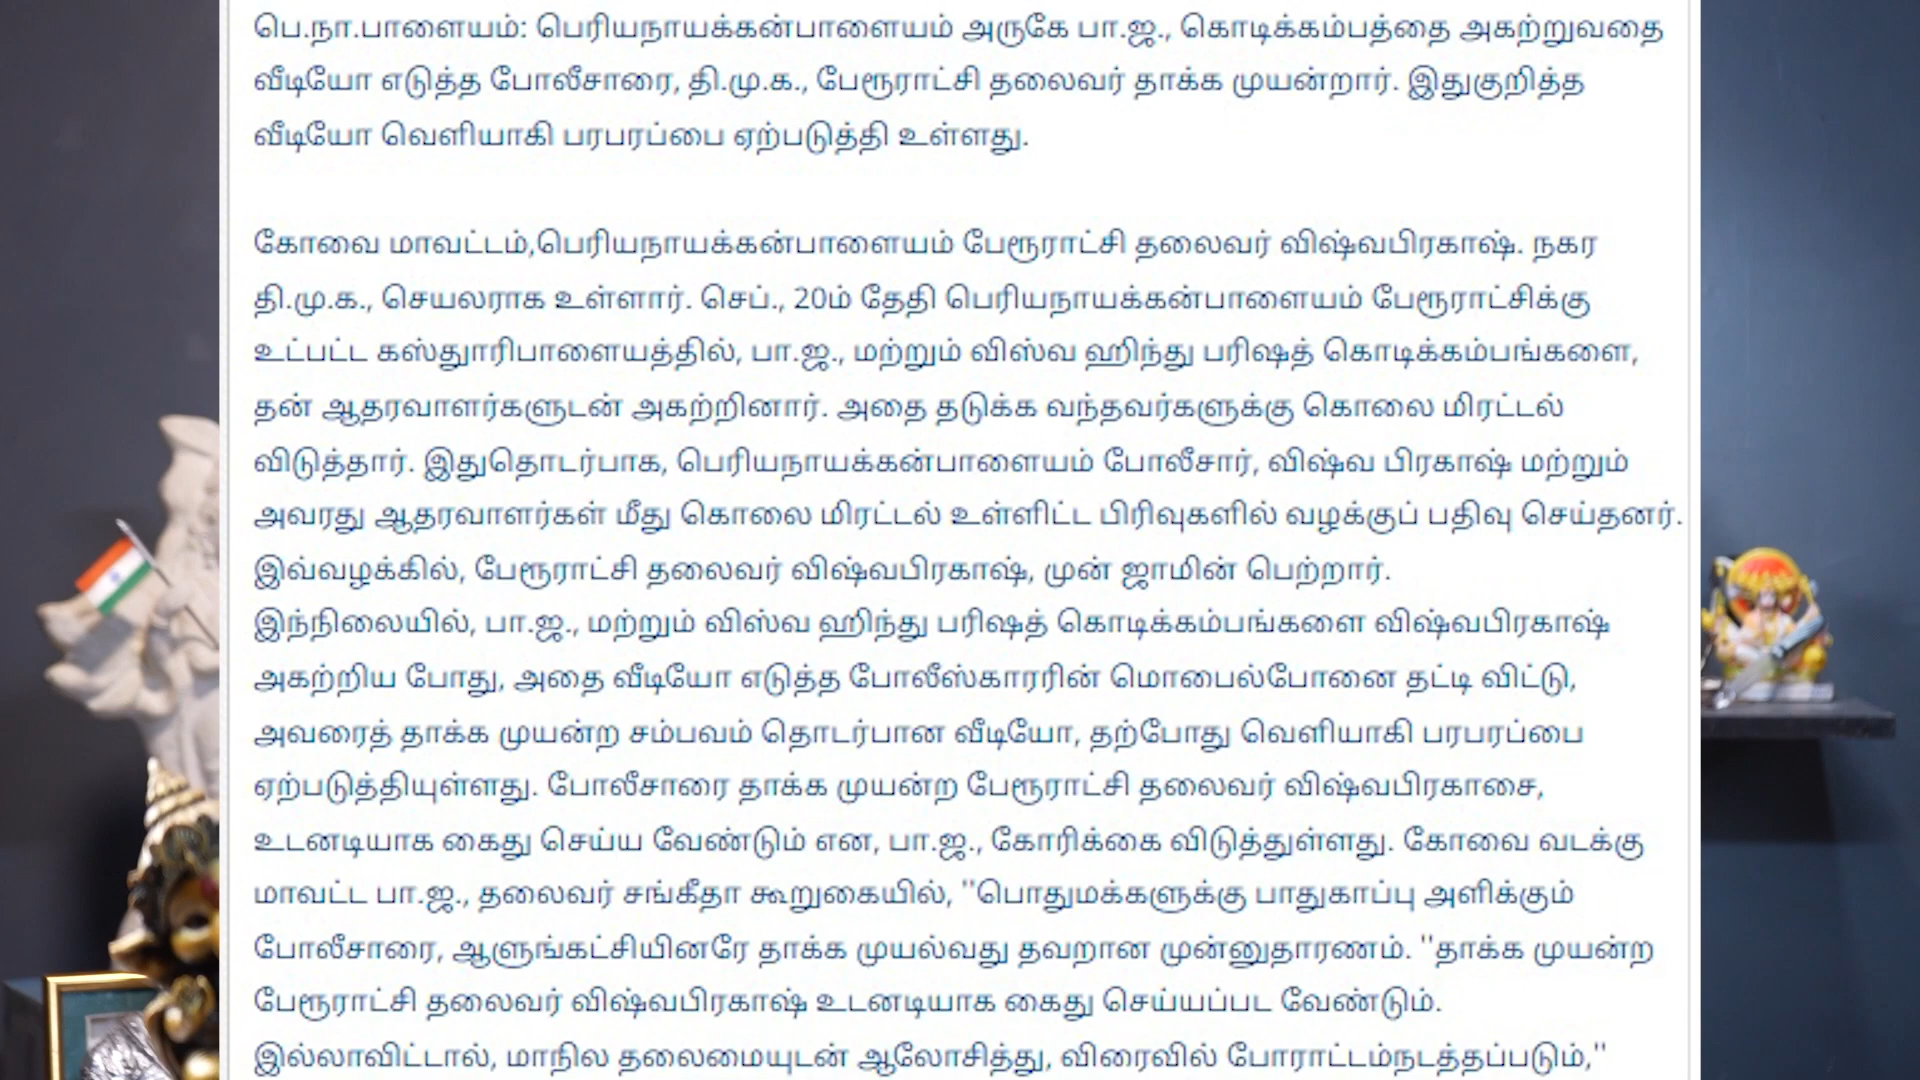 பெ.நா.பாளையம்: பெரியநாயக்கன்பாளையம் அருகே பா.ஜ., கொடிக்கம்பத்தை அகற்றுவதை
வீடியோ எடுத்த போலீசாரை, தி.மு.க., பேரூராட்சி தலைவர் தாக்க முயன்றார். இதுகுறித்த
வீடியோ வெளியாகி பரபரப்பை ஏற்படுத்தி உள்ளது.
கோவை மாவட்டம்,பெரியநாயக்கன்பாளையம் பேரூராட்சி தலைவர் விஷ்வபிரகாஷ். நகர
தி.மு.க., செயலராக உள்ளார். செப்., 20ம் தேதி பெரியநாயக்கன்பாளையம் பேரூராட்சிக்கு
உட்பட்ட கஸ்துாரிபாளையத்தில், பா.ஜ., மற்றும் விஸ்வ ஹிந்து பரிஷத் கொடிக்கம்பங்களை,
தன் ஆதரவாளர்களுடன் அகற்றினார். அதை தடுக்க வந்தவர்களுக்கு கொலை மிரட்டல்
விடுத்தார். இதுதொடர்பாக, பெரியநாயக்கன்பாளையம் போலீசார், விஷ்வ பிரகாஷ் மற்றும்
அவரது ஆதரவாளர்கள் மீது கொலை மிரட்டல் உள்ளிட்ட பிரிவுகளில் வழக்குப் பதிவு செய்தனர்.
இவ்வழக்கில், பேரூராட்சி தலைவர் விஷ்வபிரகாஷ், முன் ஜாமின் பெற்றார்.
இந்நிலையில், பா.ஜ., மற்றும் விஸ்வ ஹிந்து பரிஷத் கொடிக்கம்பங்களை விஷ்வபிரகாஷ்
அகற்றிய போது, அதை வீடியோ எடுத்த போலீஸ்காரரின் மொபைல்போனை தட்டி விட்டு,
அவரைத் தாக்க முயன்ற சம்பவம் தொடர்பான வீடியோ, தற்போது வெளியாகி பரபரப்பை
ஏற்படுத்தியுள்ளது. போலீசாரை தாக்க முயன்ற பேரூராட்சி தலைவர் விஷ்வபிரகாசை,
உடனடியாக கைது செய்ய வேண்டும் என, பா.ஜ., கோரிக்கை விடுத்துள்ளது. கோவை வடக்கு
மாவட்ட பா.ஜ., தலைவர் சங்கீதா கூறுகையில், ''பொதுமக்களுக்கு பாதுகாப்பு அளிக்கும்
போலீசாரை, ஆளுங்கட்சியினரே தாக்க முயல்வது தவறான முன்னுதாரணம். ''தாக்க முயன்ற
பேரூராட்சி தலைவர் விஷ்வபிரகாஷ் உடனடியாக கைது செய்யப்பட வேண்டும்.
இல்லாவிட்டால், மாநில தலைமையுடன் ஆலோசித்து, விரைவில் போராட்டம்நடத்தப்படும்,''